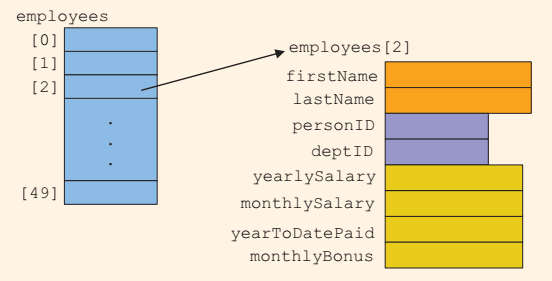 employees
[0]
[1]
[2]
.
.
.
[49]
employees[2]
firstName
lastName
personID
deptID
yearlySalary
monthlySalary
yearToDatePaid
monthlyBonus